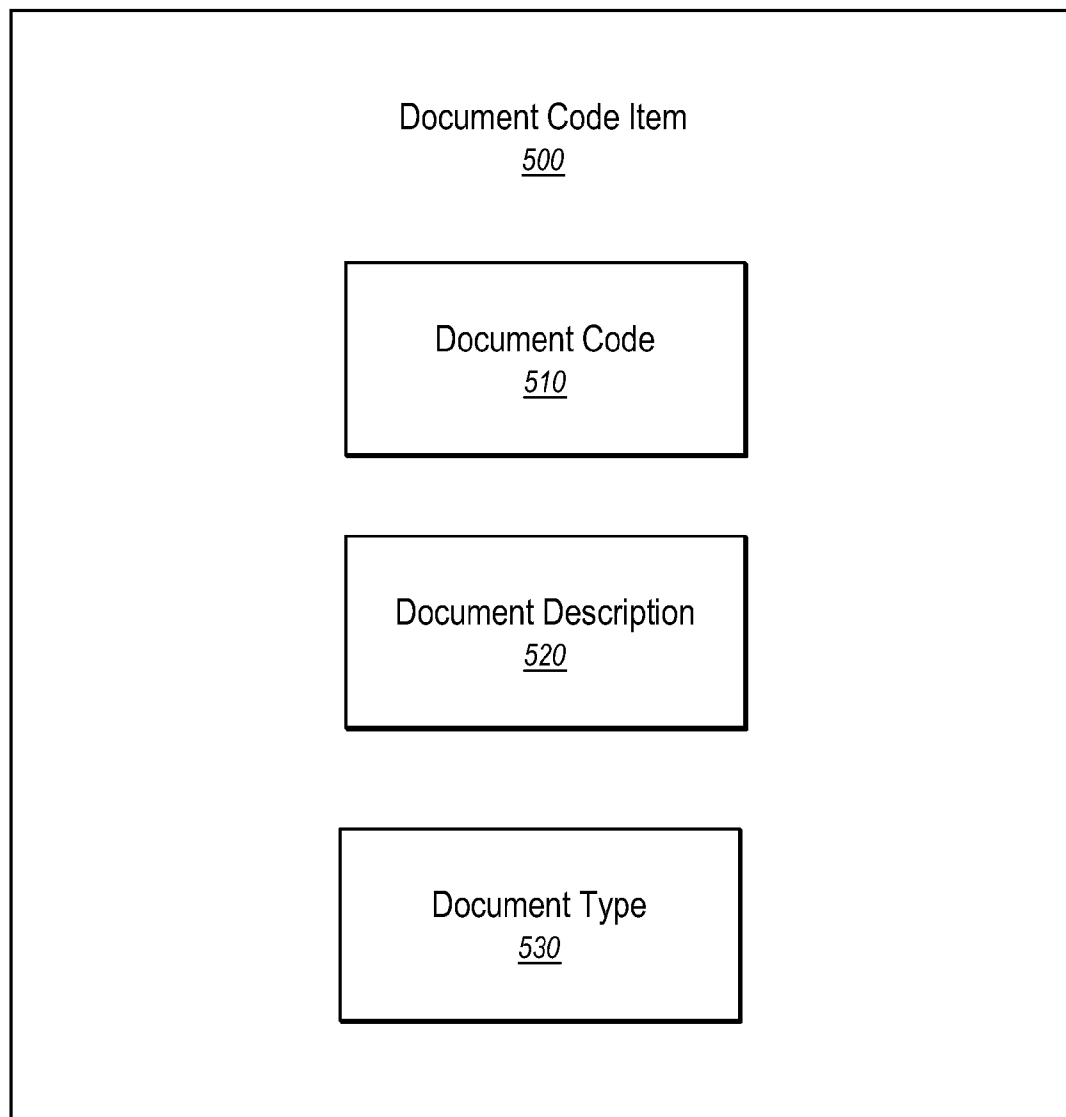 Document Code Item
500
Document Code
510
Document Description
520
Document Type
530